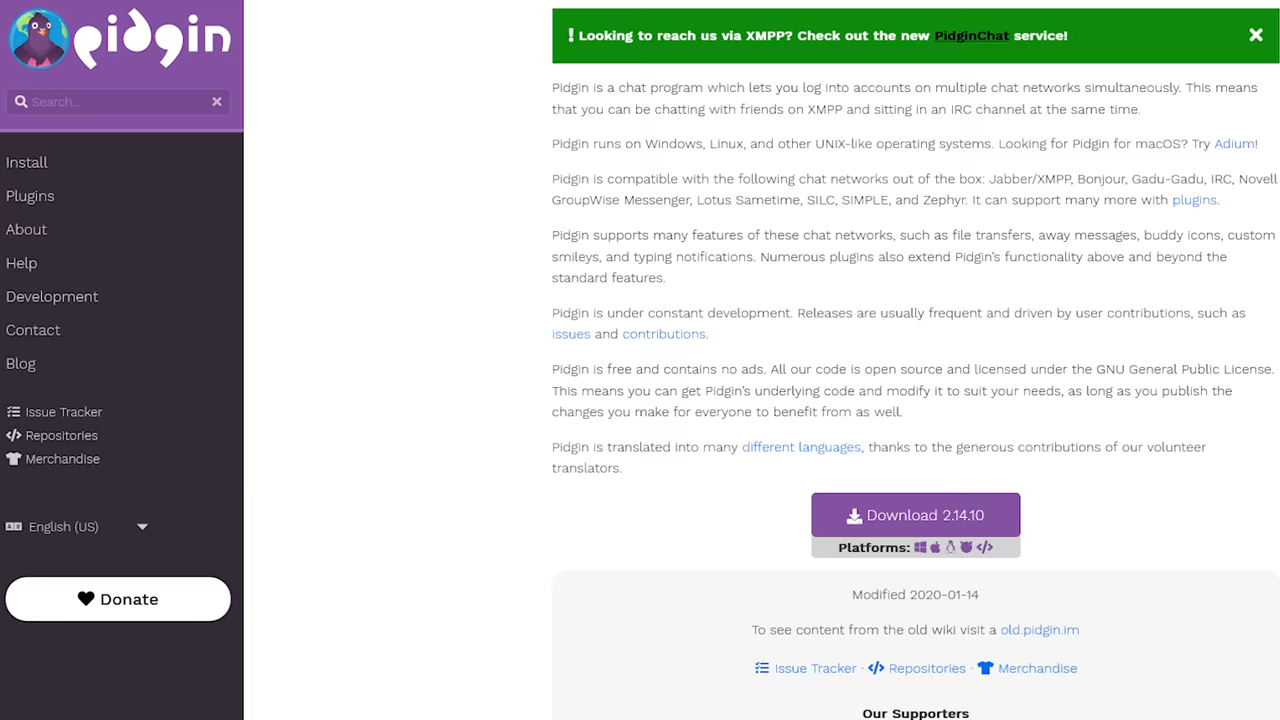 pidgin
Search...
Install
Plugins
About
Help
Development
Contact
Blog
Issue Tracker
Repositories
Merchandise
English (US)
Donate
! Looking to reach us via XMPP? Check out the new PidginChat service!
Pidgin is a chat program which lets you log into accounts on multiple chat networks simultaneously. This means
that you can be chatting with friends on XMPP and sitting in an IRC channel at the same time.
Pidgin runs on Windows, Linux, and other UNIX-like operating systems. Looking for Pidgin for macOS? Try Adium!
Pidgin is compatible with the following chat networks out of the box: Jabber/XMPP, Bonjour, Gadu-Gadu, IRC, Novell
GroupWise Messenger, Lotus Sametime, SILC, SIMPLE, and Zephyr. It can support many more with plugins.
Pidgin supports many features of these chat networks, such as file transfers, away messages, buddy icons, custom
smileys, and typing notifications. Numerous plugins also extend Pidgin's functionality above and beyond the
standard features.
Pidgin is under constant development. Releases are usually frequent and driven by user contributions, such as
issues and contributions.
Pidgin is free and contains no ads. All our code is open source and licensed under the GNU General Public License.
This means you can get Pidgin's underlying code and modify it to suit your needs, as long as you publish the
changes you make for everyone to benefit from as well.
Pidgin is translated into many different languages, thanks to the generous contributions of our volunteer
translators.
Download 2.14.10
Platforms:
Modified 2020-01-14
To see content from the old wiki visit a old.pidgin.im
Issue Tracker · Repositories · Merchandise
Our Supporters